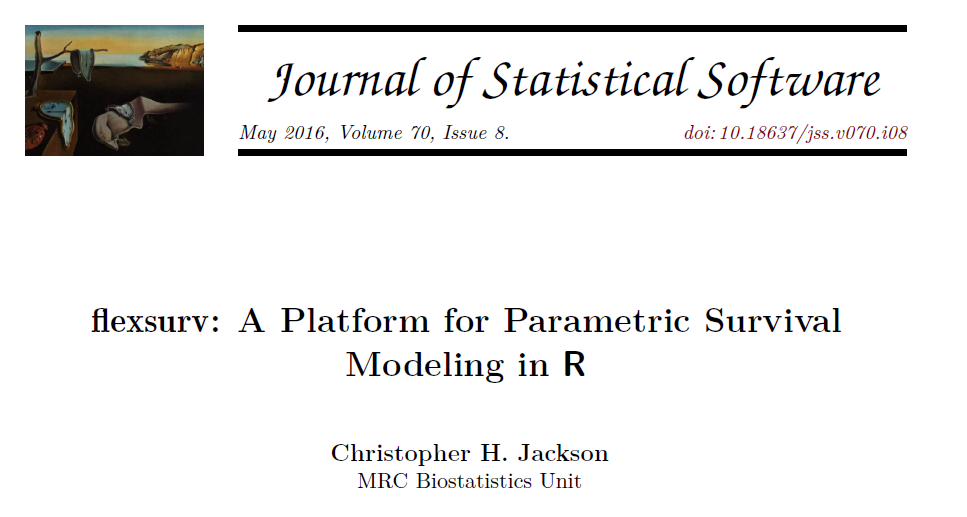 Journal of Statistical Software
May 2016, Volume 70, Issue 8.
doi: 10.18637/jss.v070.i08
flexsurv: A Platform for Parametric Survival
Modeling in R
Christopher H. Jackson
MRC Biostatistics Unit